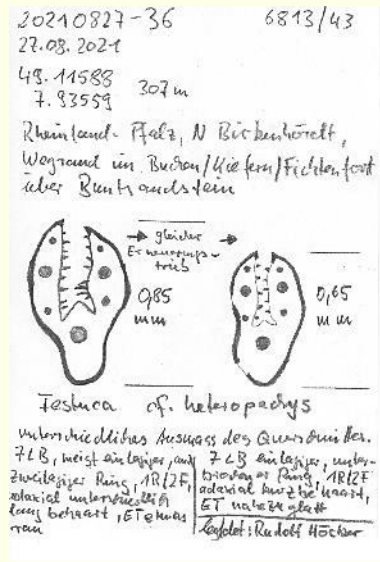 20210827-36 6813/43
27.08.2021
49.11588
7.93559 307 m
Rheinland-Pfalz, N Birkenhördt,
Wegrand im Buchen/Kiefern/Fichtenforst
über Buntsandstein
gleicher
Erneuerungs-
trieb
0,85
mm
0,65
mm
Festuca cf. heteropachys
unterschiedliches Ausmass des Querschnittes.
7 LB, meist einlagiger, auch
zweilagiger Ring, 1R/2F,
adaxial unterschiedlich
lang behaart, ET etwas
rau
7 LB einlagiger, unter-
brochener Ring, 1R/2F
adaxial kurz behaart,
ET nahezu glatt
leg/det: Rudolf Höcker